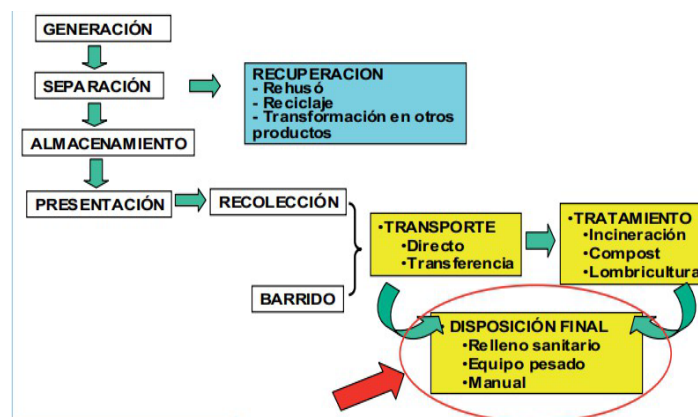 GENERACIÓN
SEPARACIÓN
RECUPERACION
- Rehusó
- Reciclaje
- Transformación en otros
productos
ALMACENAMIENTO
PRESENTACIÓN
RECOLECCIÓN
BARRIDO
•TRANSPORTE
•Directo
•Transferencia
•TRATAMIENTO
•Incineración
•Compost
•Lombricultura
•DISPOSICIÓN FINAL
•Relleno sanitario
•Equipo pesado
•Manual